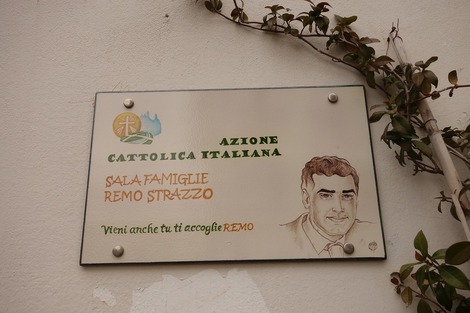 AZIONE
CATTOLICA ITALIANA
SALA FAMIGLIE
REMO STRAZZO
Vieni anche tu, ti accoglie REMO